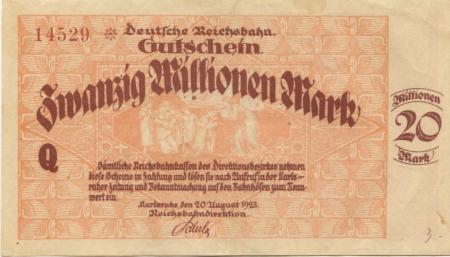 14529 * Deutsche Reichsbahn.
Gutschein
Zwanzig Millionen Mark
Millionen
20
Mark
Q
Sämtliche Reichsbahnkassen des Direktionsbezirkes nehmen
diese Scheine in Zahlung und lösen sie nach Aufruf in der Karls-
ruher Zeitung und Bekanntmachung auf den Bahnhöfen zum Nenn-
wert ein.
Karlsruhe, den 20 August 1923.
Reichsbahndirektion.
3.-